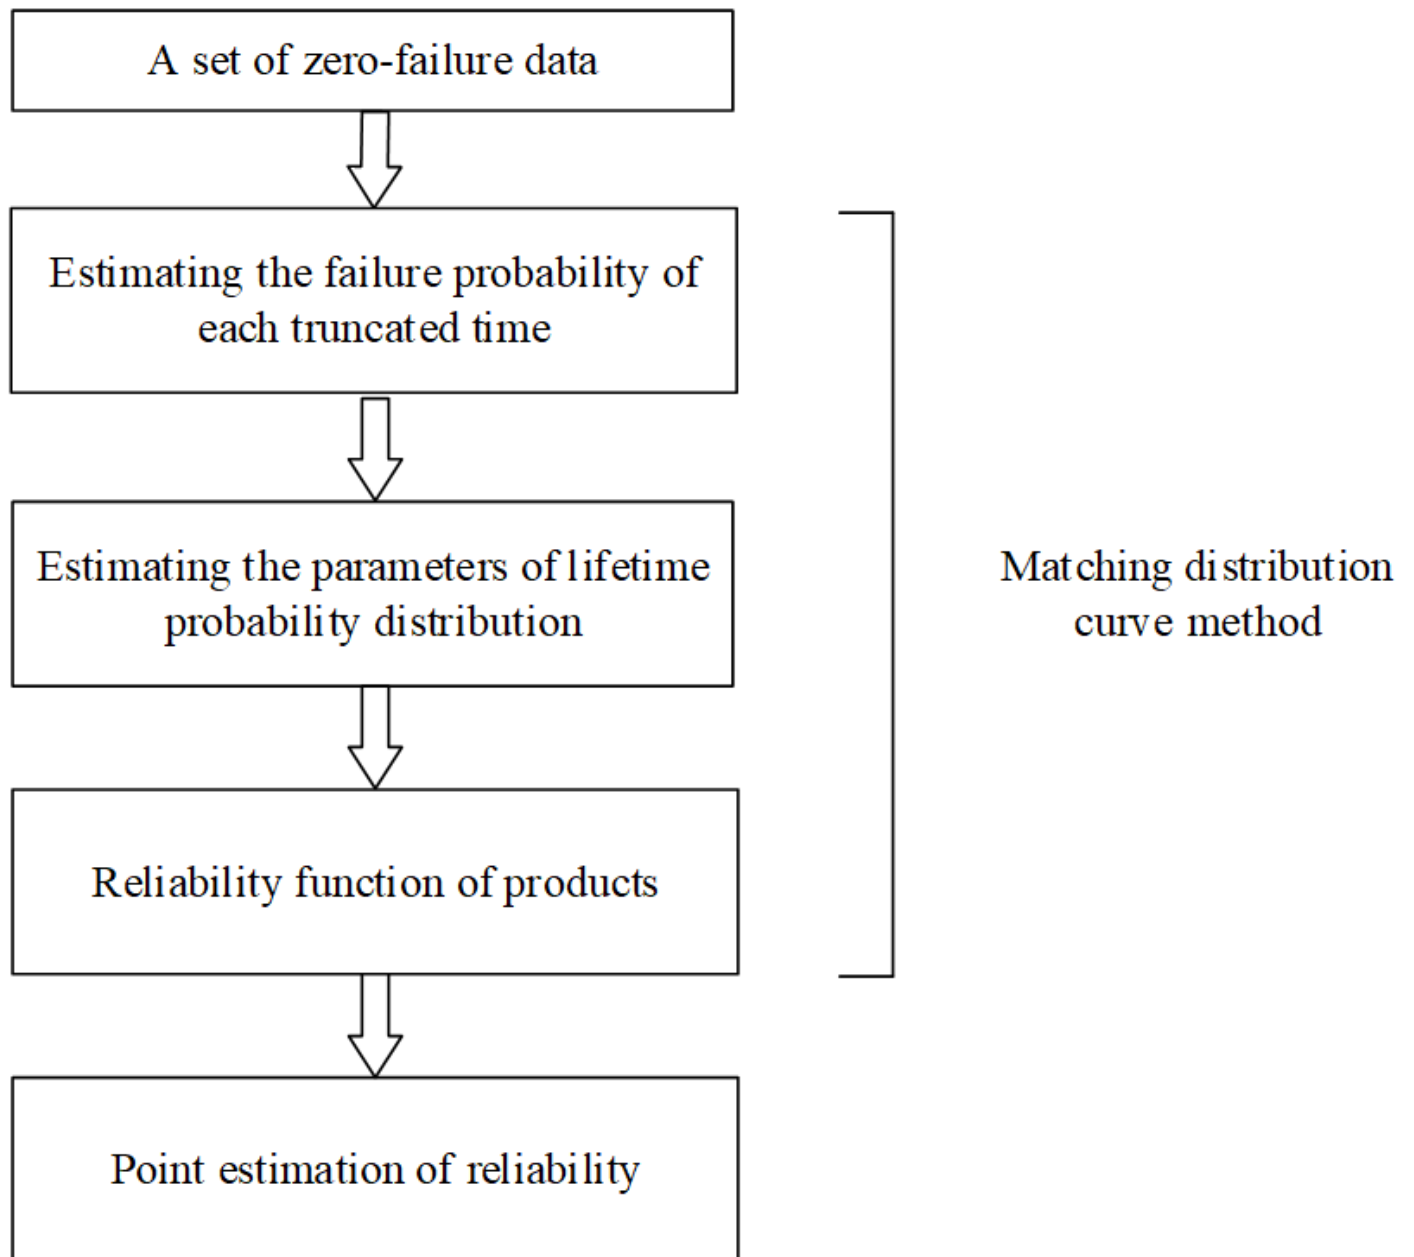 A set of zero-failure data
Estimating the failure probability of
each truncated time
Estimating the parameters of lifetime
probability distribution
Matching distribution
curve method
Reliability function of products
Point estimation of reliability